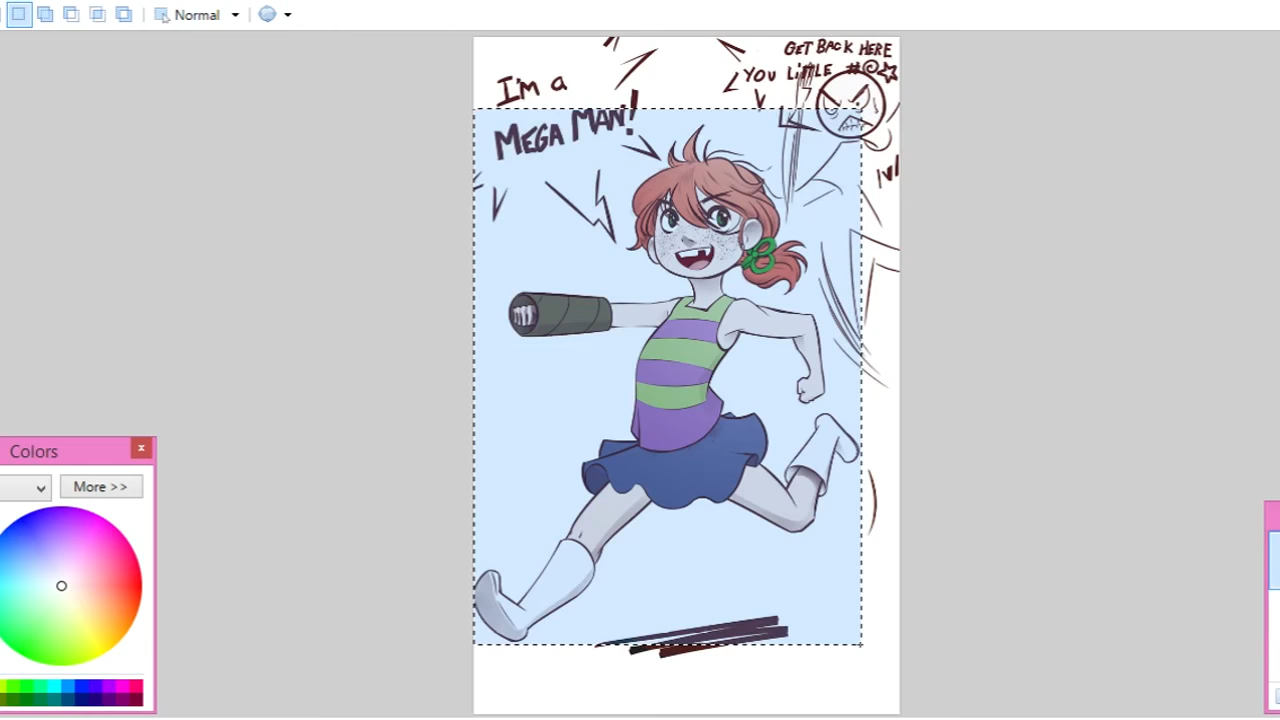 Normal
GET BACK HERE
YOU LiTTLE #@☆
I'm a
MEGA MAN!
Colors
More >>